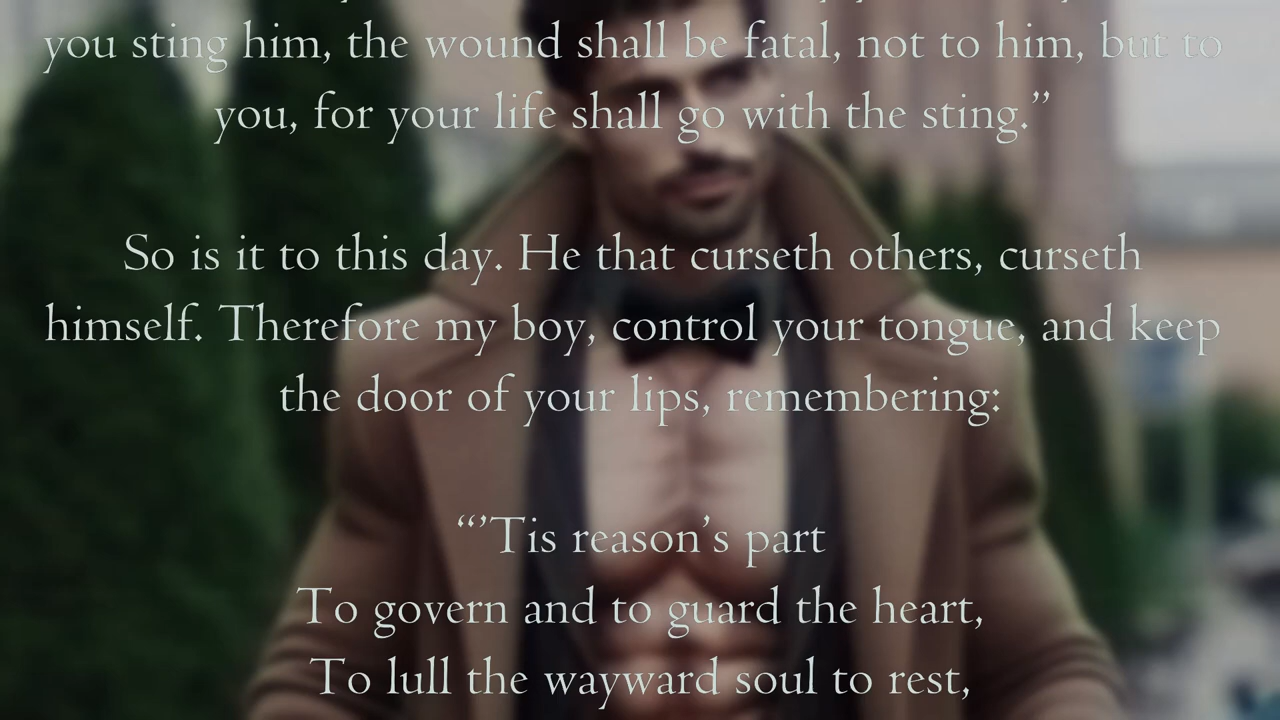 you sting him, the wound shall be fatal, not to him, but to
you, for your life shall go with the sting.”
So is it to this day. He that curseth others, curseth
himself. Therefore my boy, control your tongue, and keep
the door of your lips, remembering:
“’Tis reason’s part
To govern and to guard the heart,
To lull the wayward soul to rest,